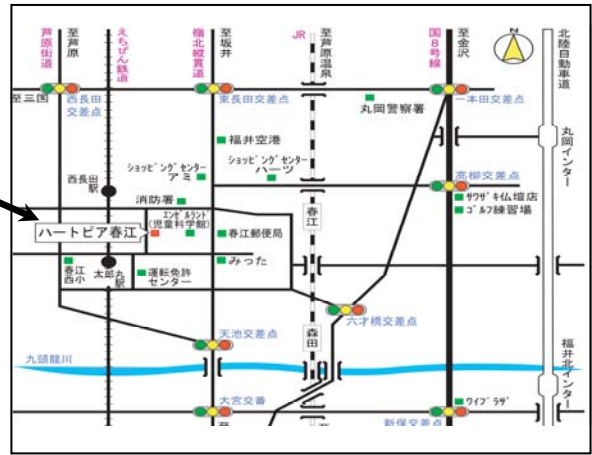 芦原街道
至芦原
えちぜん鉄道
嶺北縦貫道
至坂井
JR
至芦原温泉
国8号線
至金沢
北陸自動車道
至三国
西長田
交差点
東長田交差点
丸岡警察署
一本田交差点
丸岡インター
福井空港
ショッピングセンター
アミ
ショッピングセンター
ハーツ
西長田
駅
高柳交差点
サワザキ仏壇店
ゴルフ練習場
消防署
エンゼルランド
(児童科学館)
春江
ハートピア春江
春江郵便局
春江
西小
太郎丸
駅
運転免許
センター
みつた
六才橋交差点
天池交差点
森田
福井北インター
九頭龍川
大宮交番
ワイプラザ
新保交差点
至
至